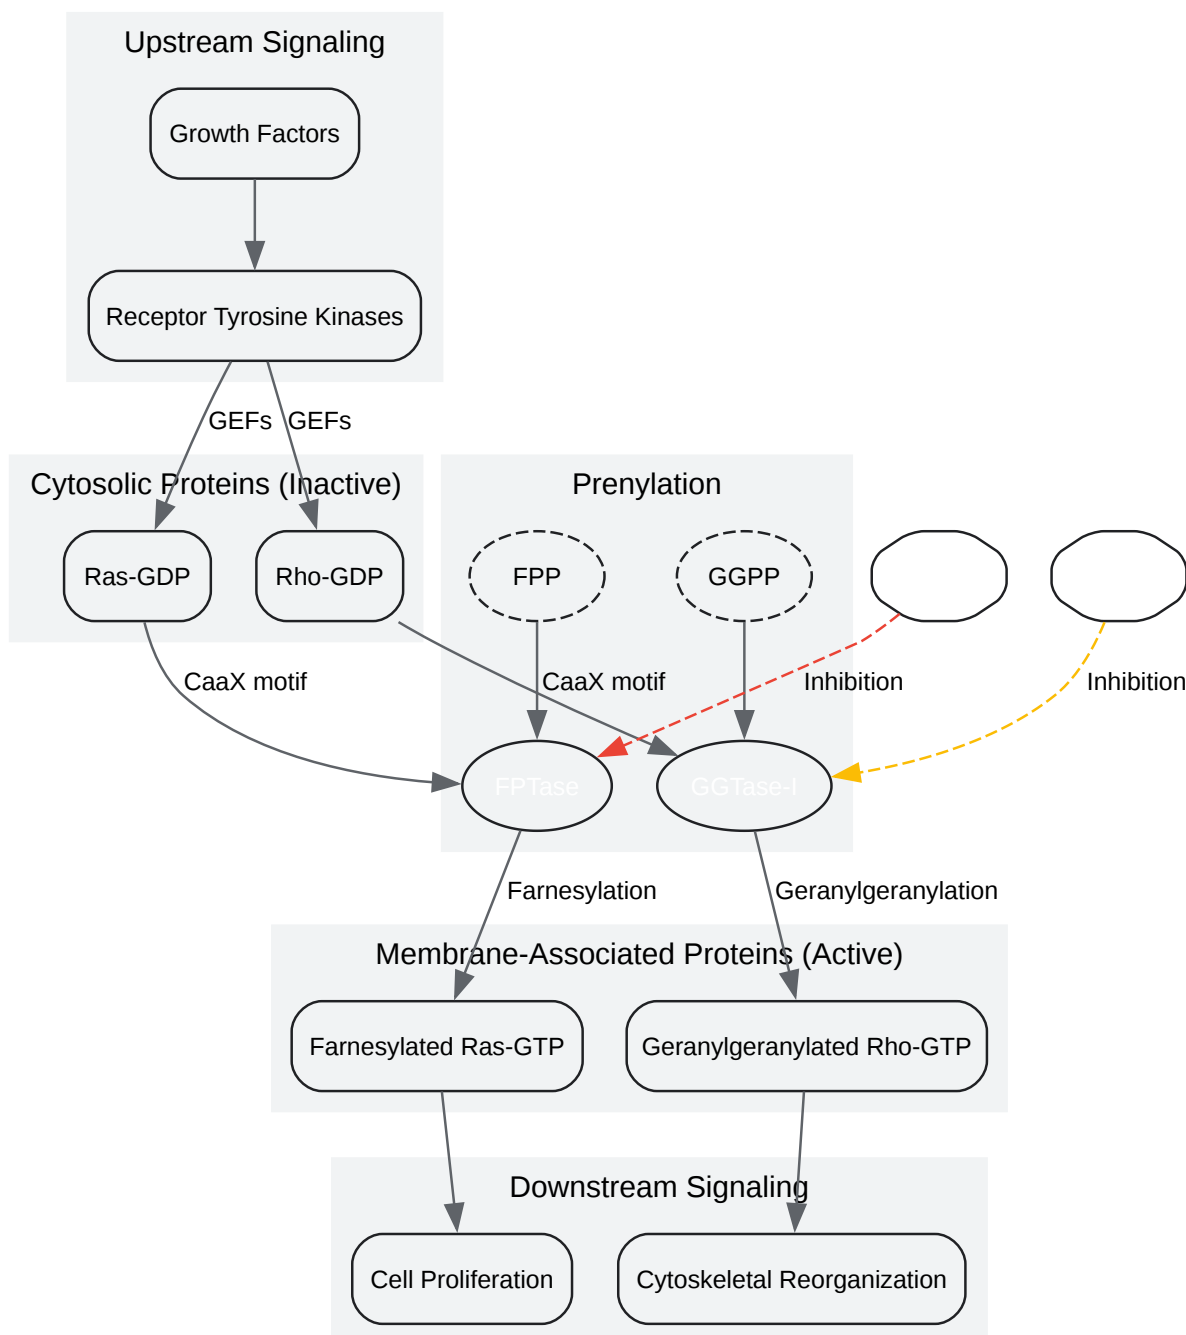 Upstream Signaling
Growth Factors
Receptor Tyrosine Kinases
GEFs
GEFs
Cytosolic Proteins (Inactive)
Prenylation
Ras-GDP
Rho-GDP
FPP
GGPP
CaaX motif
CaaX motif
Inhibition
Inhibition
FPTase
GGTase-I
Farnesylation
Geranylgeranylation
Membrane-Associated Proteins (Active)
Farnesylated Ras-GTP
Geranylgeranylated Rho-GTP
Downstream Signaling
Cell Proliferation
Cytoskeletal Reorganization